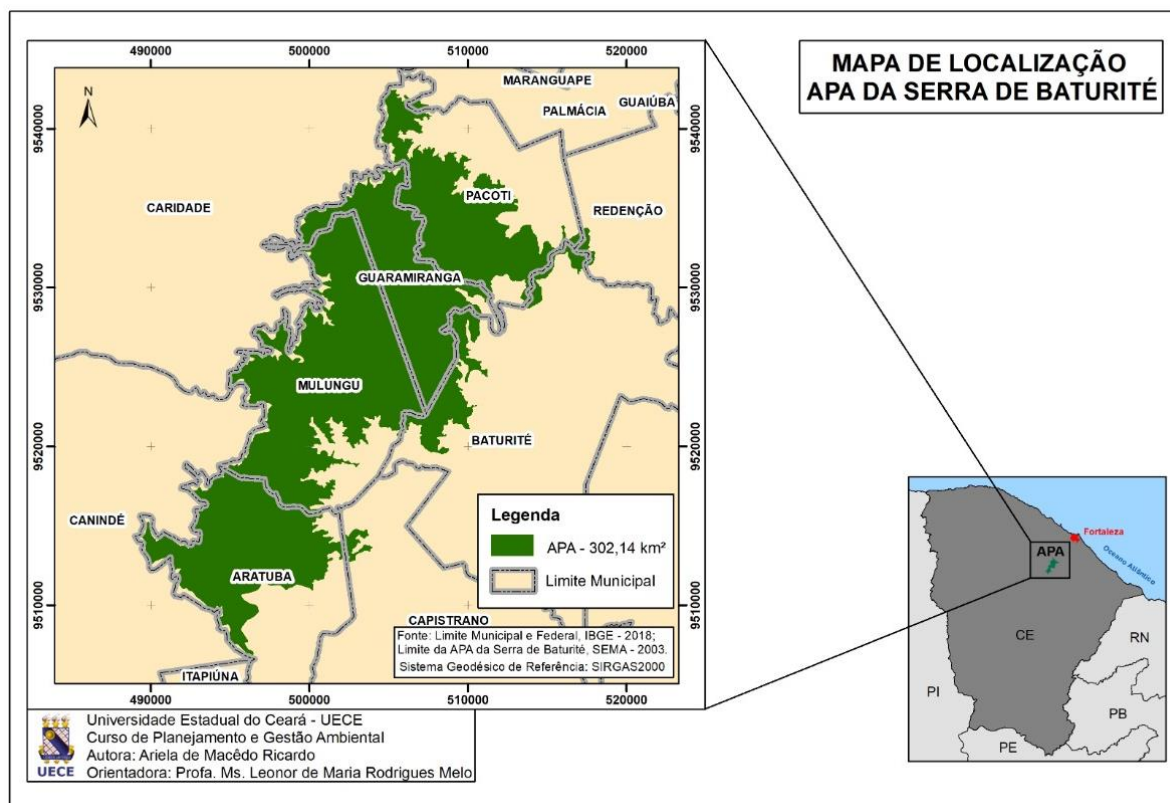 MAPA DE LOCALIZAÇÃO
APA DA SERRA DE BATURITÉ
490000
500000
510000
520000
N
9540000
9530000
9520000
9510000
9540000
9530000
9520000
9510000
MARANGUAPE
GUAIÚBA
PALMÁCIA
PACOTI
CARIDADE
REDENÇÃO
GUARAMIRANGA
MULUNGU
BATURITÉ
CANINDÉ
ARATUBA
CAPISTRANO
ITAPIÚNA
Legenda
APA - 302,14 km²
Limite Municipal
Fonte: Limite Municipal e Federal, IBGE - 2018;
Limite da APA da Serra de Baturité, SEMA - 2003.
Sistema Geodésico de Referência: SIRGAS2000
490000
500000
510000
520000
UECE
Universidade Estadual do Ceará - UECE
Curso de Planejamento e Gestão Ambiental
Autora: Ariela de Macêdo Ricardo
Orientadora: Profa. Ms. Leonor de Maria Rodrigues Melo
Fortaleza
APA
Oceano Atlântico
CE
RN
PI
PB
PE